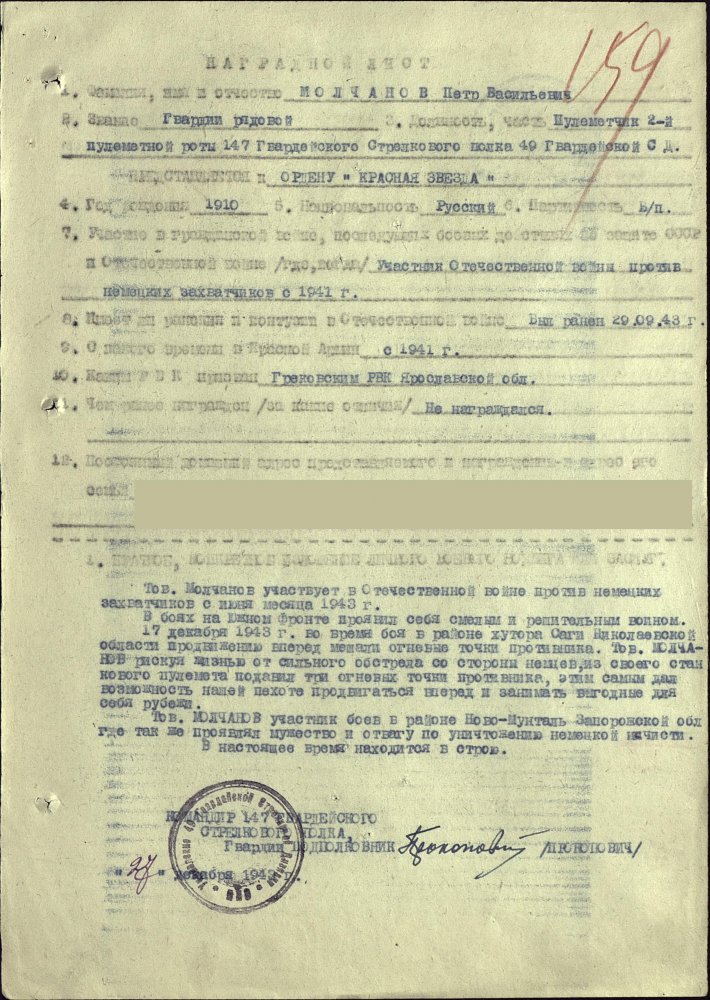 159
НАГРАДНОЙ ЛИСТ
1. Фамилия, имя и отчество МОЛЧАНОВ Петр Васильевич
2. Звание Гвардии рядовой 3. Должность, часть Пулеметчик 2-й
пулеметной роты 147 Гвардейского Стрелкового полка 49 Гвардейской С Д.
ПРЕДСТАВЛЯЕТСЯ к ОРДЕНУ "КРАСНАЯ ЗВЕЗДА"
4. Год рождения 1910 5. Национальность Русский 6. Партийность Б/п.
7. Участие в гражданской войне, последующих боевых действиях по защите СССР
и Отечественной войне /где, когда/ Участник Отечественной войны против
немецких захватчиков с 1941 г.
8. Имеет ли ранения и контузии в Отечественной войне Был ранен 29.09.43 г.
9. С какого времени в Красной Армии с 1941 г.
10. Каким Р В К призван Грековским РВК Ярославской обл.
11. Чем ранее награжден /за какие отличия/ Не награждался.
12. Постоянный домашний адрес представляемого к награждению и адрес его
семьи
1. КРАТКОЕ, КОНКРЕТНОЕ ИЗЛОЖЕНИЕ ЛИЧНОГО БОЕВОГО ПОДВИГА ИЛИ ЗАСЛУГ.
Тов. Молчанов участвует в Отечественной войне против немецких
захватчиков с июня месяца 1943 г.
В боях на Южном Фронте проявил себя смелым и решительным воином.
17 декабря 1943 г. во время боя в районе хутора Саги Николаевской
области продвижению вперед мешали огневые точки противника. Тов. МОЛЧА-
НОВ рискуя жизнью от сильного обстрела со стороны немцев, из своего стан
кового пулемета подавил три огневых точки противника, этим самым дал
возможность нашей пехоте продвигаться вперед и занимать выгодные для
себя рубежи.
Тов. МОЛЧАНОВ участник боев в районе Ново-Мунталь Запорожской обл
где так же проявлял мужество и отвагу по уничтожению немецкой нечисти.
В настоящее время находится в строю.
КОМАНДИР 147 ГВАРДЕЙСКОГО
СТРЕЛКОВОГО ПОЛКА,
Гвардии ПОДПОЛКОВНИК Прокопович /ПРОКОПОВИЧ/
"27" декабря 1943 г.
Управление 49 Гвардейской Стрелковой Дивизии